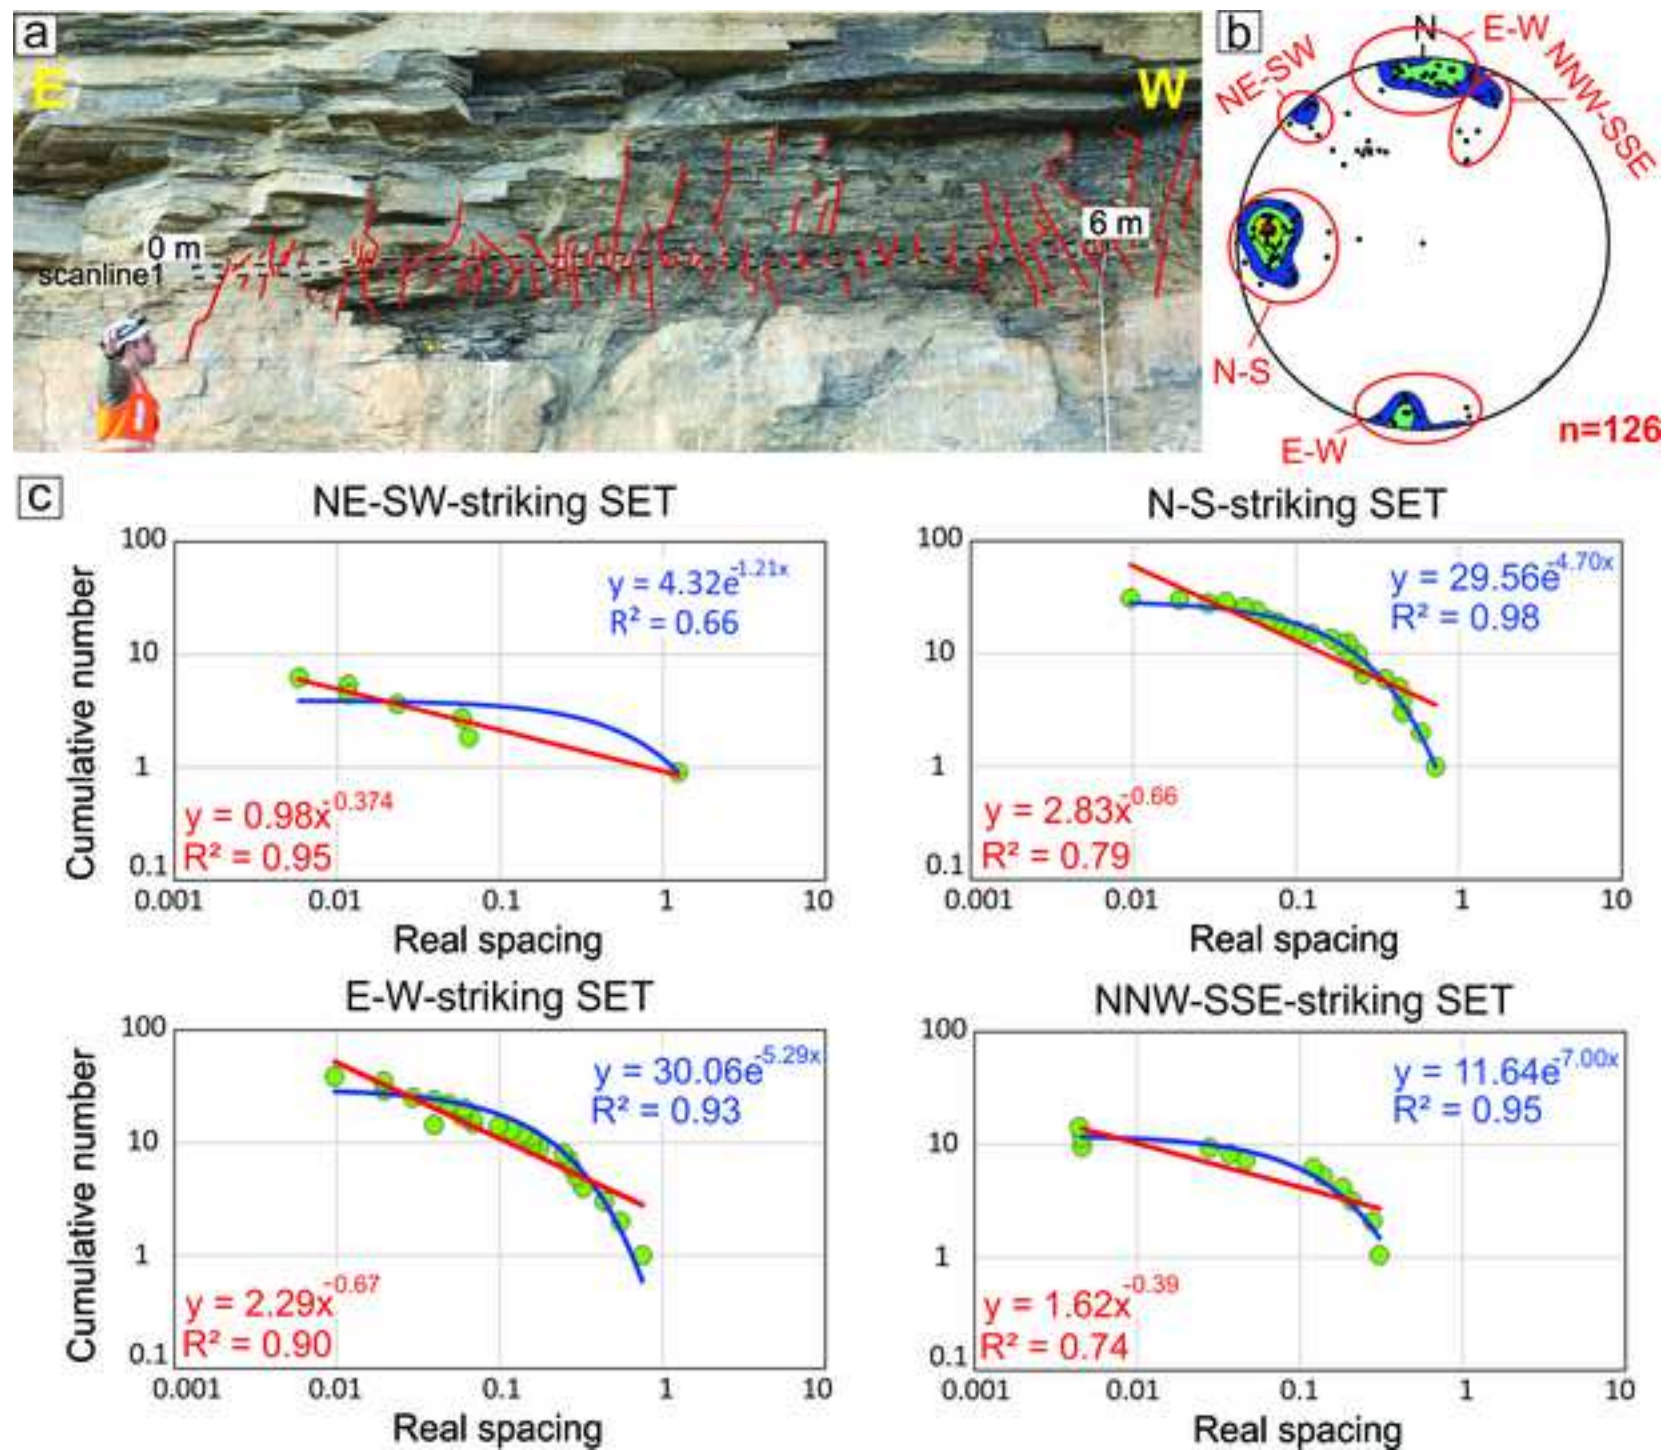 a
E
W
0 m
6 m
scanline1
b
N
E-W
NE-SW
NNW-SSE
N-S
E-W
n=126
c
NE-SW-striking SET
100
10
1
0.1
0.001 0.01 0.1 1 10
Cumulative number
Real spacing
y = 4.32e^-1.21x
R² = 0.66
y = 0.98x^-0.374
R² = 0.95
N-S-striking SET
100
10
1
0.1
0.001 0.01 0.1 1 10
Real spacing
y = 29.56e^-4.70x
R² = 0.98
y = 2.83x^-0.66
R² = 0.79
E-W-striking SET
100
10
1
0.1
0.001 0.01 0.1 1 10
Cumulative number
Real spacing
y = 30.06e^-5.29x
R² = 0.93
y = 2.29x^-0.67
R² = 0.90
NNW-SSE-striking SET
100
10
1
0.1
0.001 0.01 0.1 1 10
Real spacing
y = 11.64e^-7.00x
R² = 0.95
y = 1.62x^-0.39
R² = 0.74